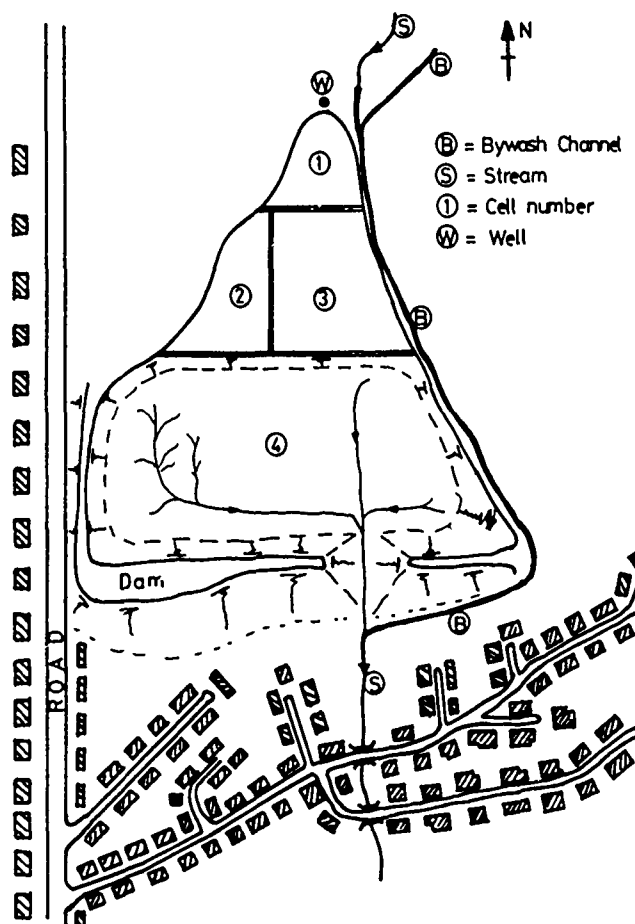 S
N
B
W
B = Bywash Channel
S = Stream
1 = Cell number
W = Well
1
2
3
B
4
Dam
B
ROAD
S